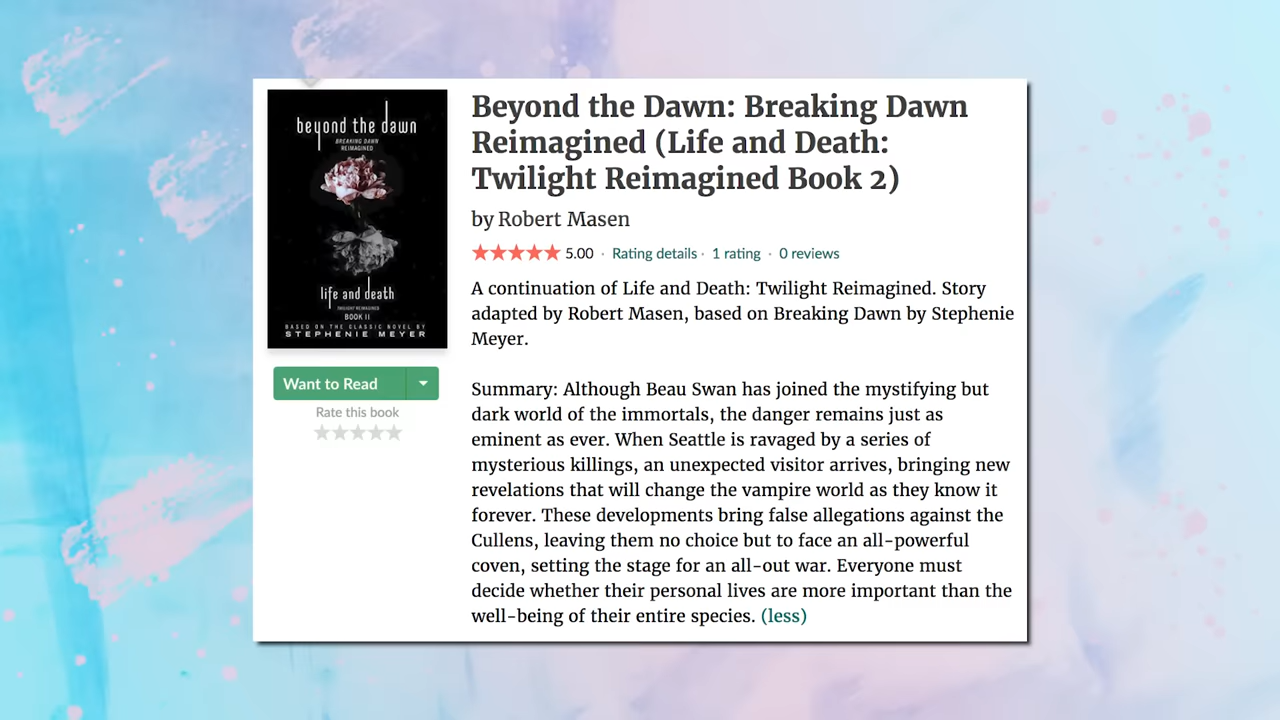 beyond the dawn
BREAKING DAWN
REIMAGINED
life and death
TWILIGHT REIMAGINED
BOOK II
BASED ON THE CLASSIC NOVEL BY
STEPHENIE MEYER
Want to Read
Rate this book
Beyond the Dawn: Breaking Dawn
Reimagined (Life and Death:
Twilight Reimagined Book 2)
by Robert Masen
5.00 · Rating details · 1 rating · 0 reviews
A continuation of Life and Death: Twilight Reimagined. Story
adapted by Robert Masen, based on Breaking Dawn by Stephenie
Meyer.
Summary: Although Beau Swan has joined the mystifying but
dark world of the immortals, the danger remains just as
eminent as ever. When Seattle is ravaged by a series of
mysterious killings, an unexpected visitor arrives, bringing new
revelations that will change the vampire world as they know it
forever. These developments bring false allegations against the
Cullens, leaving them no choice but to face an all-powerful
coven, setting the stage for an all-out war. Everyone must
decide whether their personal lives are more important than the
well-being of their entire species. (less)